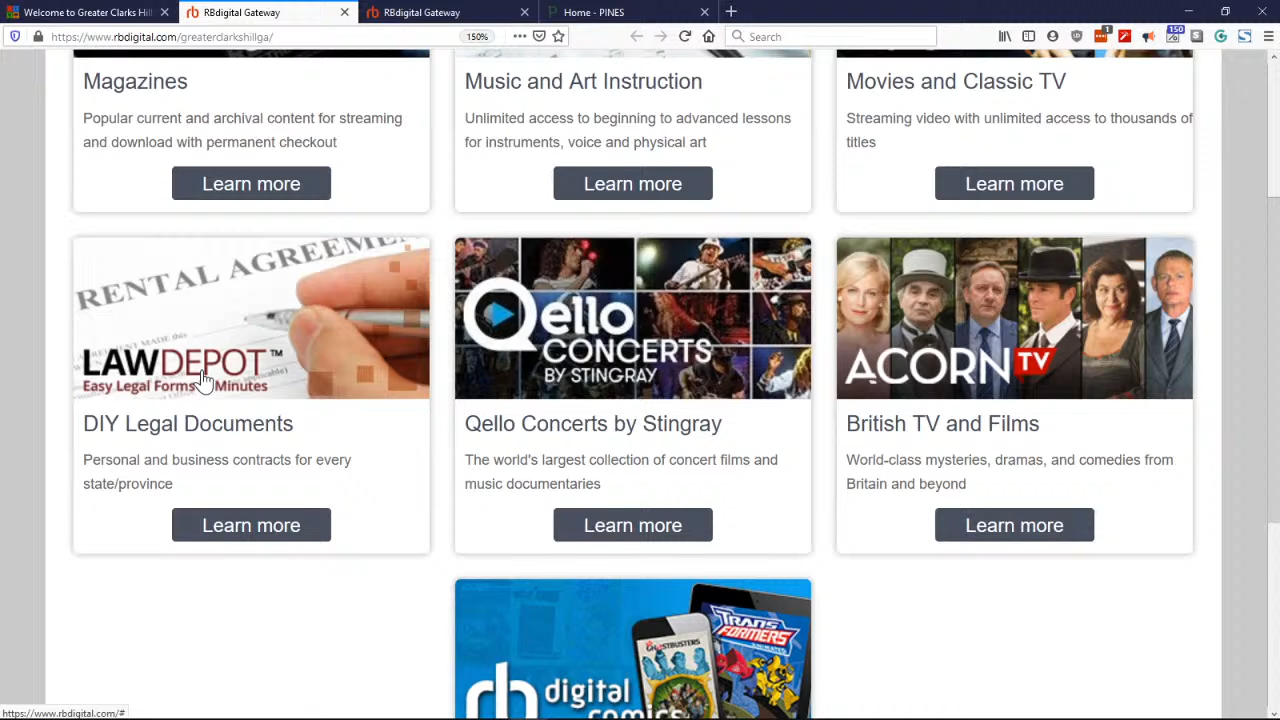 Welcome to Greater Clarks Hil
RBdigital Gateway
RBdigital Gateway
Home - PINES
https://www.rbdigital.com/greaterclarkshillga/
150%
Search
1
150
Magazines
Popular current and archival content for streaming
and download with permanent checkout
Learn more
Music and Art Instruction
Unlimited access to beginning to advanced lessons
for instruments, voice and physical art
Learn more
Movies and Classic TV
Streaming video with unlimited access to thousands of
titles
Learn more
RENTAL AGREEME
LAWDEPOT™
Easy Legal Forms Minutes
DIY Legal Documents
Personal and business contracts for every
state/province
Learn more
Qello
CONCERTS
BY STINGRAY
Qello Concerts by Stingray
The world's largest collection of concert films and
music documentaries
Learn more
ACORN TV
British TV and Films
World-class mysteries, dramas, and comedies from
Britain and beyond
Learn more
GHOSTBUSTERS
TRANSFORMERS
ANIMATED
rb digital
comics
https://www.rbdigital.com/#